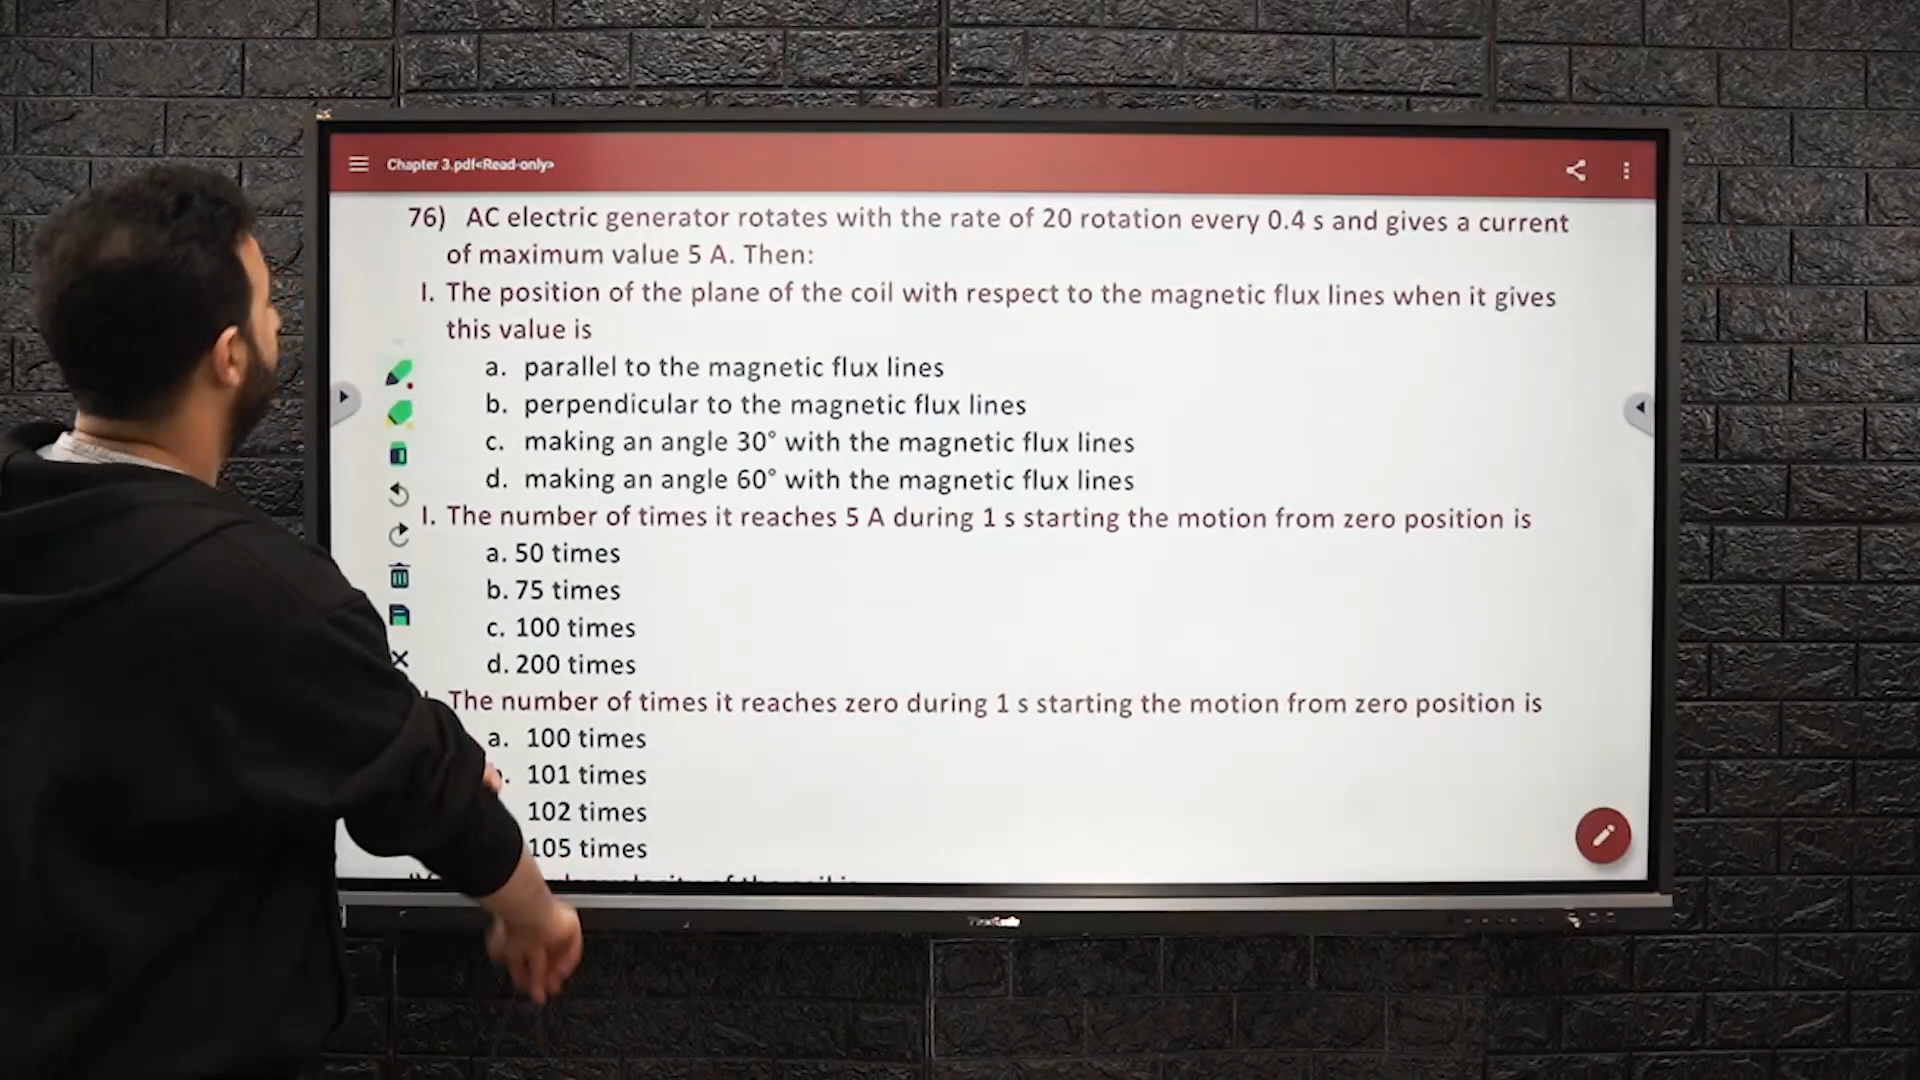 Chapter 3.pdf<Read-only>
76) AC electric generator rotates with the rate of 20 rotation every 0.4 s and gives a current
of maximum value 5 A. Then:
I. The position of the plane of the coil with respect to the magnetic flux lines when it gives
this value is
a. parallel to the magnetic flux lines
b. perpendicular to the magnetic flux lines
c. making an angle 30° with the magnetic flux lines
d. making an angle 60° with the magnetic flux lines
I. The number of times it reaches 5 A during 1 s starting the motion from zero position is
a. 50 times
b. 75 times
c. 100 times
d. 200 times
The number of times it reaches zero during 1 s starting the motion from zero position is
a. 100 times
101 times
102 times
105 times